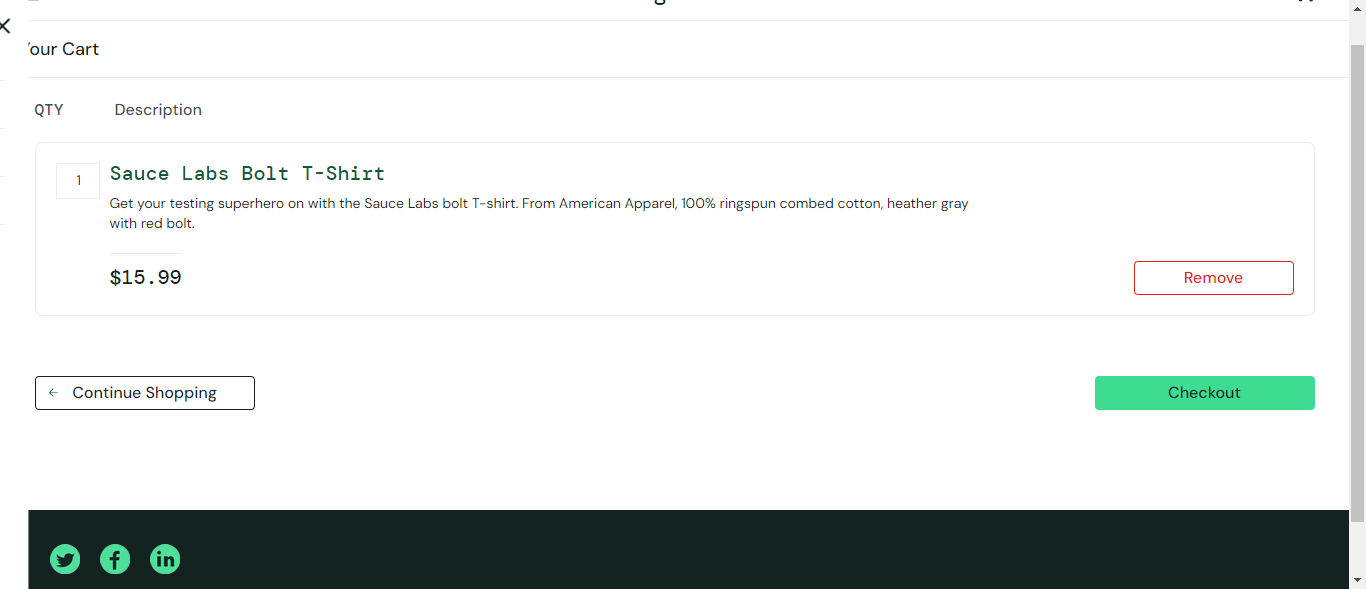 Your Cart
QTY Description
1 Sauce Labs Bolt T-Shirt
Get your testing superhero on with the Sauce Labs bolt T-shirt. From American Apparel, 100% ringspun combed cotton, heather gray
with red bolt.
$15.99
Remove
← Continue Shopping
Checkout